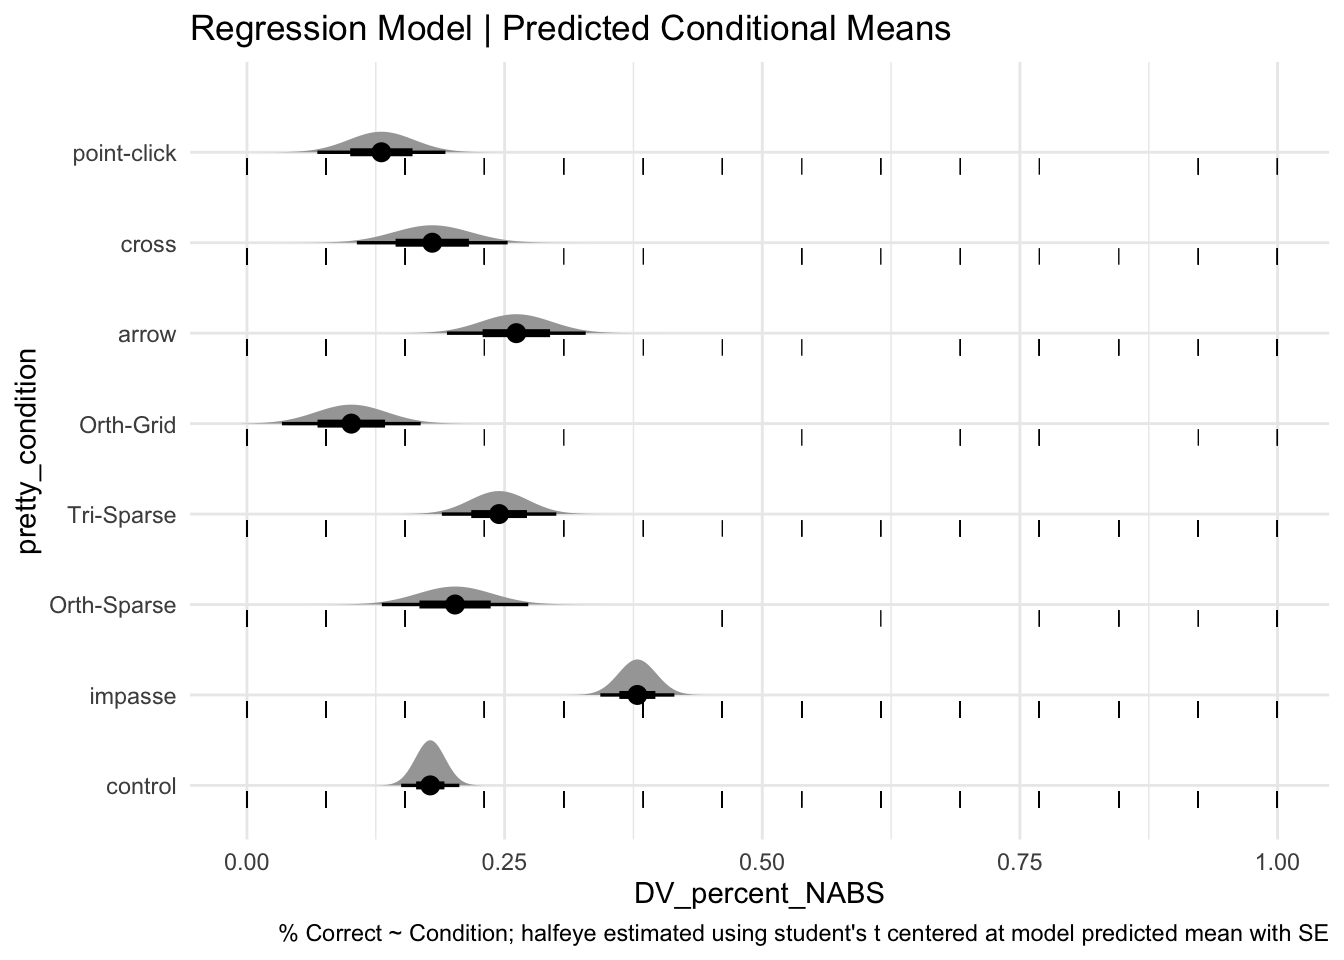 Regression Model | Predicted Conditional Means
point-click
cross
arrow
Orth-Grid
Tri-Sparse
Orth-Sparse
impasse
control
pretty_condition
0.00 0.25 0.50 0.75 1.00
DV_percent_NABS
% Correct ~ Condition; halfeye estimated using student's t centered at model predicted mean with SE